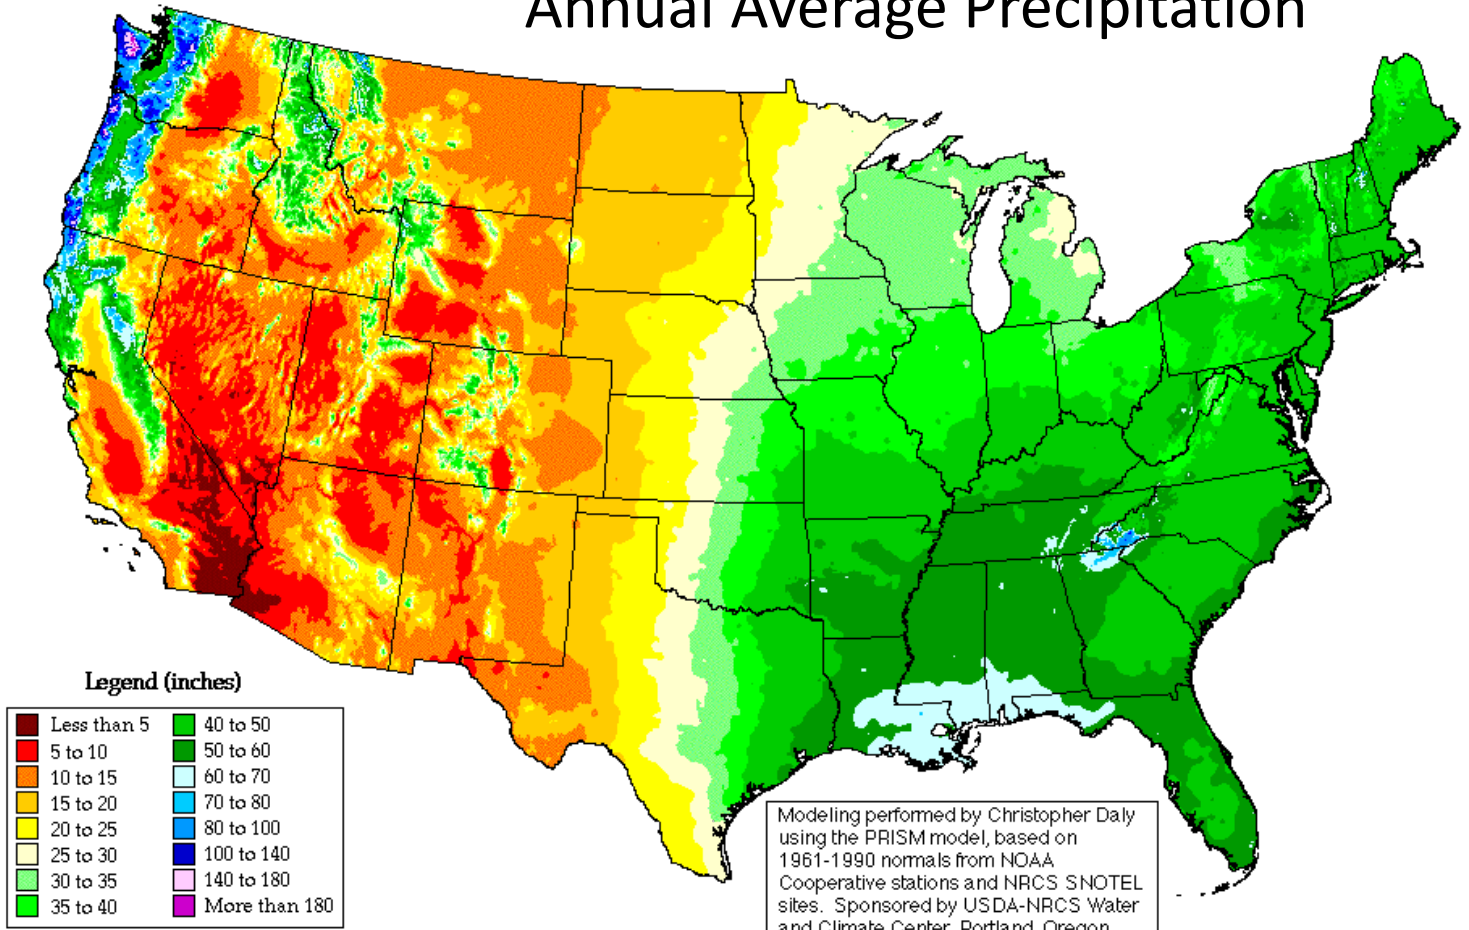 Annual Average Precipitation
Legend (inches)
Less than 5
5 to 10
10 to 15
15 to 20
20 to 25
25 to 30
30 to 35
35 to 40
40 to 50
50 to 60
60 to 70
70 to 80
80 to 100
100 to 140
140 to 180
More than 180
Modeling performed by Christopher Daly
using the PRISM model, based on
1961-1990 normals from NOAA
Cooperative stations and NRCS SNOTEL
sites. Sponsored by USDA-NRCS Water
and Climate Center, Portland, Oregon